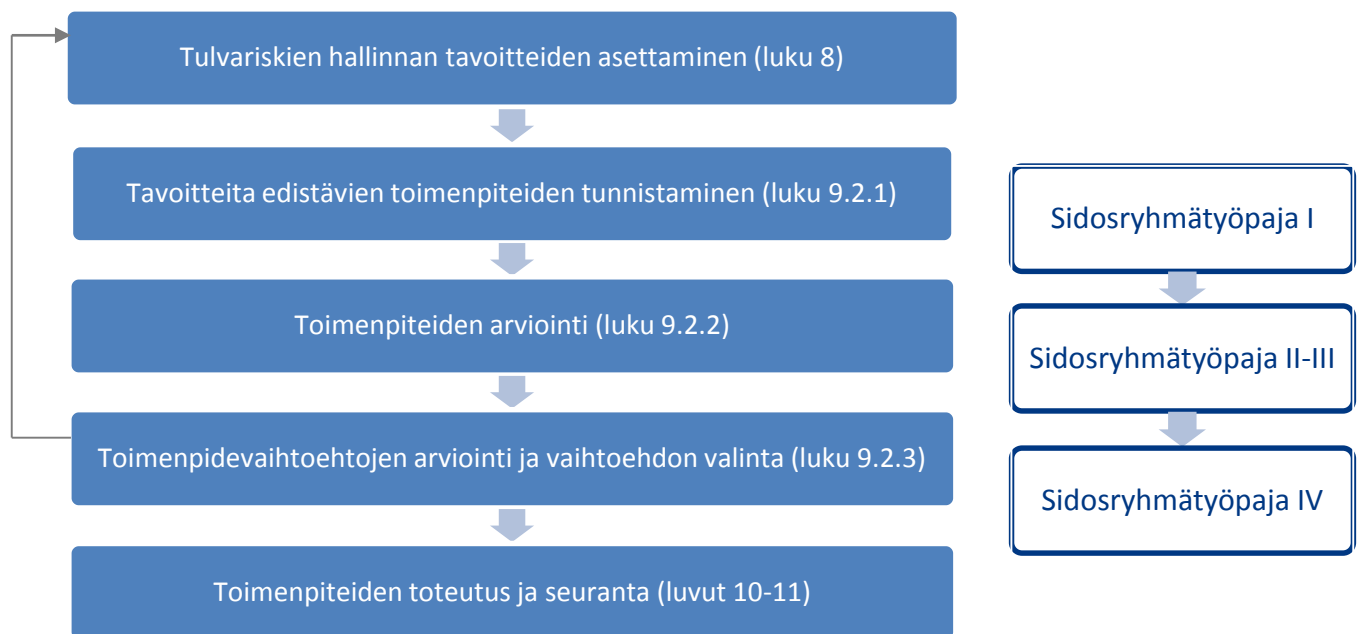 Tulvariskien hallinnan tavoitteiden asettaminen (luku 8)
Tavoitteita edistävien toimenpiteiden tunnistaminen (luku 9.2.1)
Toimenpiteiden arviointi (luku 9.2.2)
Toimenpidevaihtoehtojen arviointi ja vaihtoehdon valinta (luku 9.2.3)
Toimenpiteiden toteutus ja seuranta (luvut 10-11)
Sidosryhmätyöpaja I
Sidosryhmätyöpaja II-III
Sidosryhmätyöpaja IV